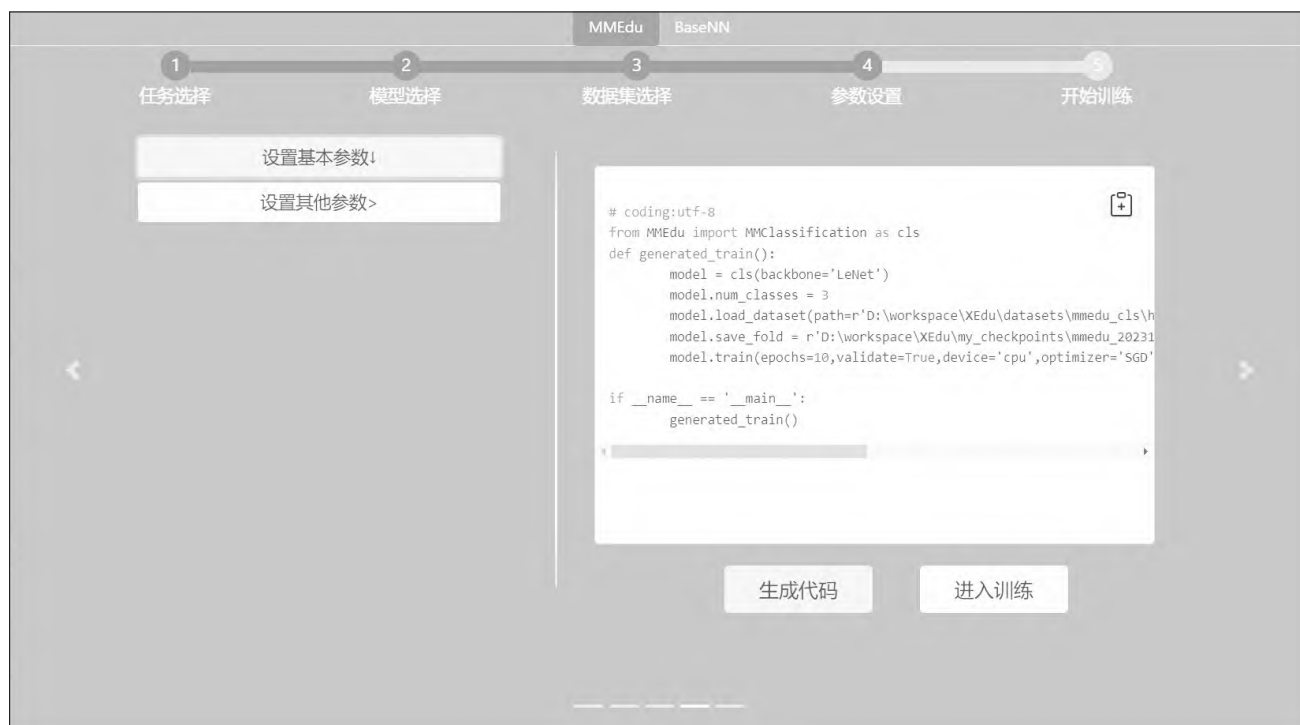 MMEdu BaseNN
1 2 3 4 5
任务选择 模型选择 数据集选择 参数设置 开始训练
设置基本参数↓
设置其他参数>
# coding:utf-8
from MMEdu import MMClassification as cls
def generated_train():
model = cls(backbone='LeNet')
model.num_classes = 3
model.load_dataset(path=r'D:\workspace\XEdu\datasets\mmedu_cls\h
model.save_fold = r'D:\workspace\XEdu\my_checkpoints\mmedu_20231
model.train(epochs=10,validate=True,device='cpu',optimizer='SGD'
if __name__ == '__main__':
generated_train()
生成代码 进入训练